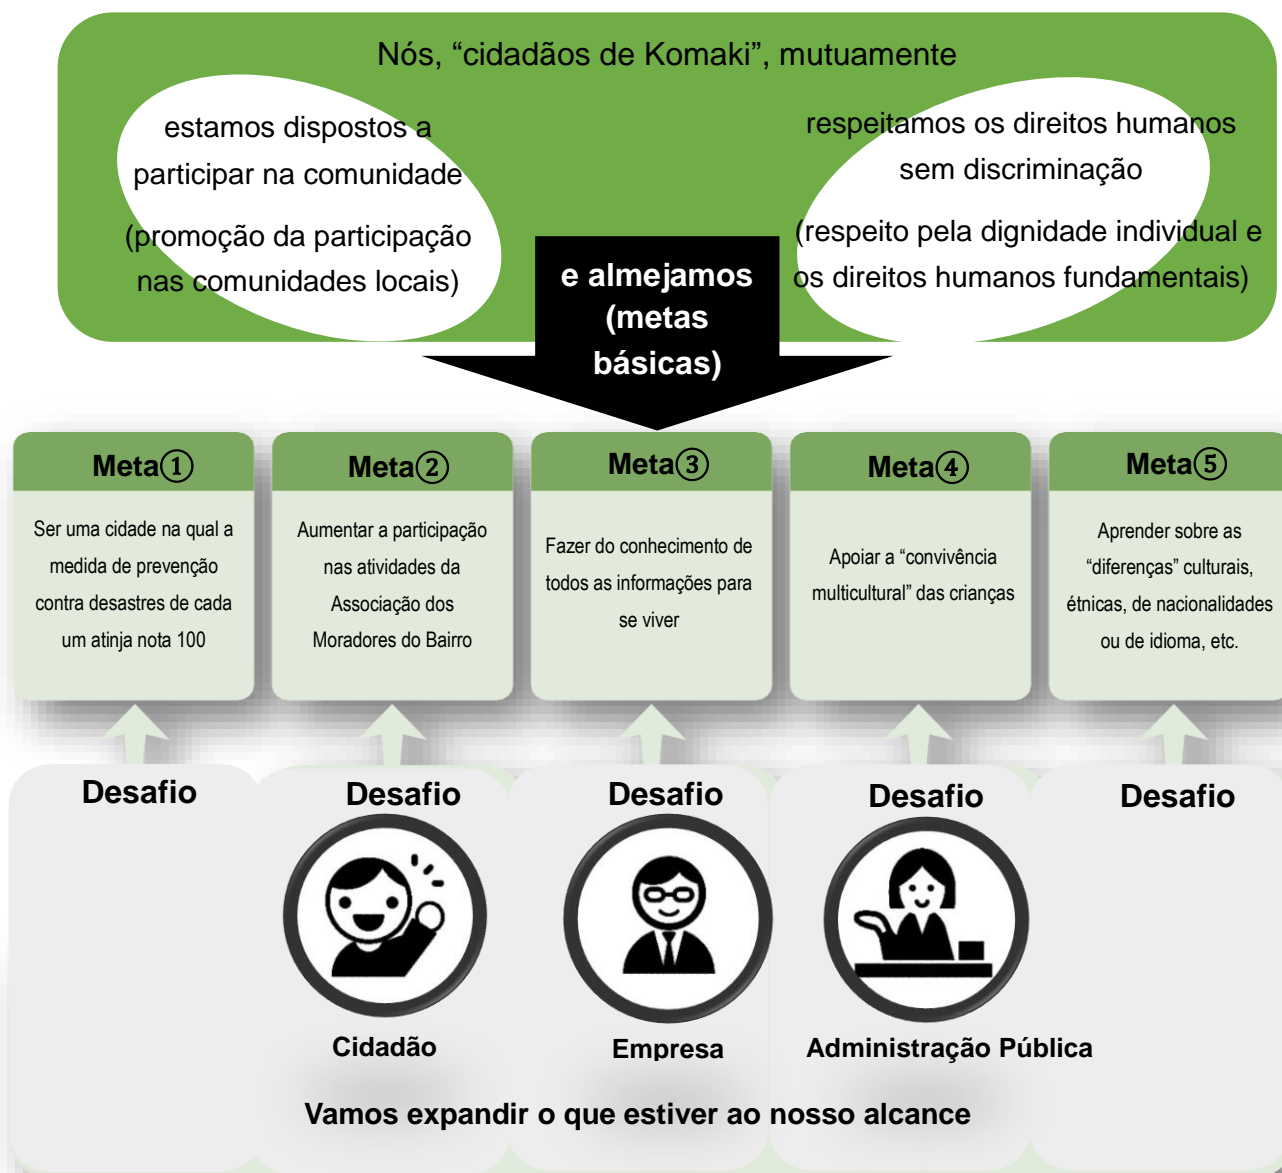 Nós, “cidadãos de Komaki”, mutuamente
estamos dispostos a
participar na comunidade
(promoção da participação
nas comunidades locais)
respeitamos os direitos humanos
sem discriminação
(respeito pela dignidade individual e
os direitos humanos fundamentais)
e almejamos
(metas
básicas)
Meta①
Ser uma cidade na qual a
medida de prevenção
contra desastres de cada
um atinja nota 100
Meta②
Aumentar a participação
nas atividades da
Associação dos
Moradores do Bairro
Meta③
Fazer do conhecimento de
todos as informações para
se viver
Meta④
Apoiar a “convivência
multicultural” das crianças
Meta⑤
Aprender sobre as
“diferenças” culturais,
étnicas, de nacionalidades
ou de idioma, etc.
Desafio
Desafio
Desafio
Desafio
Desafio
Cidadão
Empresa
Administração Pública
Vamos expandir o que estiver ao nosso alcance